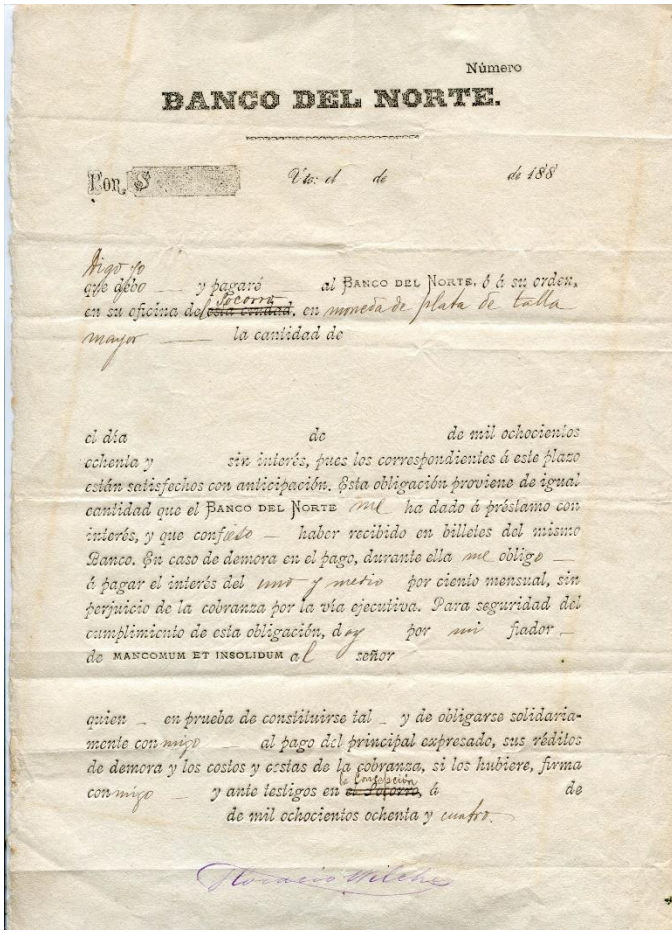 Número
BANCO DEL NORTE.
Por $
Vto: el de de 188
Digo yo
que debo y pagaré al BANCO DEL NORTE, ó á su orden,
Socorro
en su oficina de esta ciudad, en moneda de plata de talla
mayor la cantidad de
el día de de mil ochocientos
ochenta y sin interés, pues los correspondientes á este plazo
están satisfechos con anticipación. Esta obligación proviene de igual
cantidad que el BANCO DEL NORTE me ha dado á préstamo con
interés, y que confieso haber recibido en billetes del mismo
Banco. En caso de demora en el pago, durante ella me obligo
á pagar el interés del uno y medio por ciento mensual, sin
perjuicio de la cobranza por la vía ejecutiva. Para seguridad del
cumplimiento de esta obligación, doy por mi fiador
de MANCOMUM ET INSOLIDUM al señor
quien en prueba de constituirse tal y de obligarse solidaria-
mente conmigo al pago del principal expresado, sus réditos
de demora y los costos y costas de la cobranza, si los hubiere, firma
la Concepción
conmigo y ante testigos en el Socorro, á de
de mil ochocientos ochenta y cuatro.
Horacio Wilches